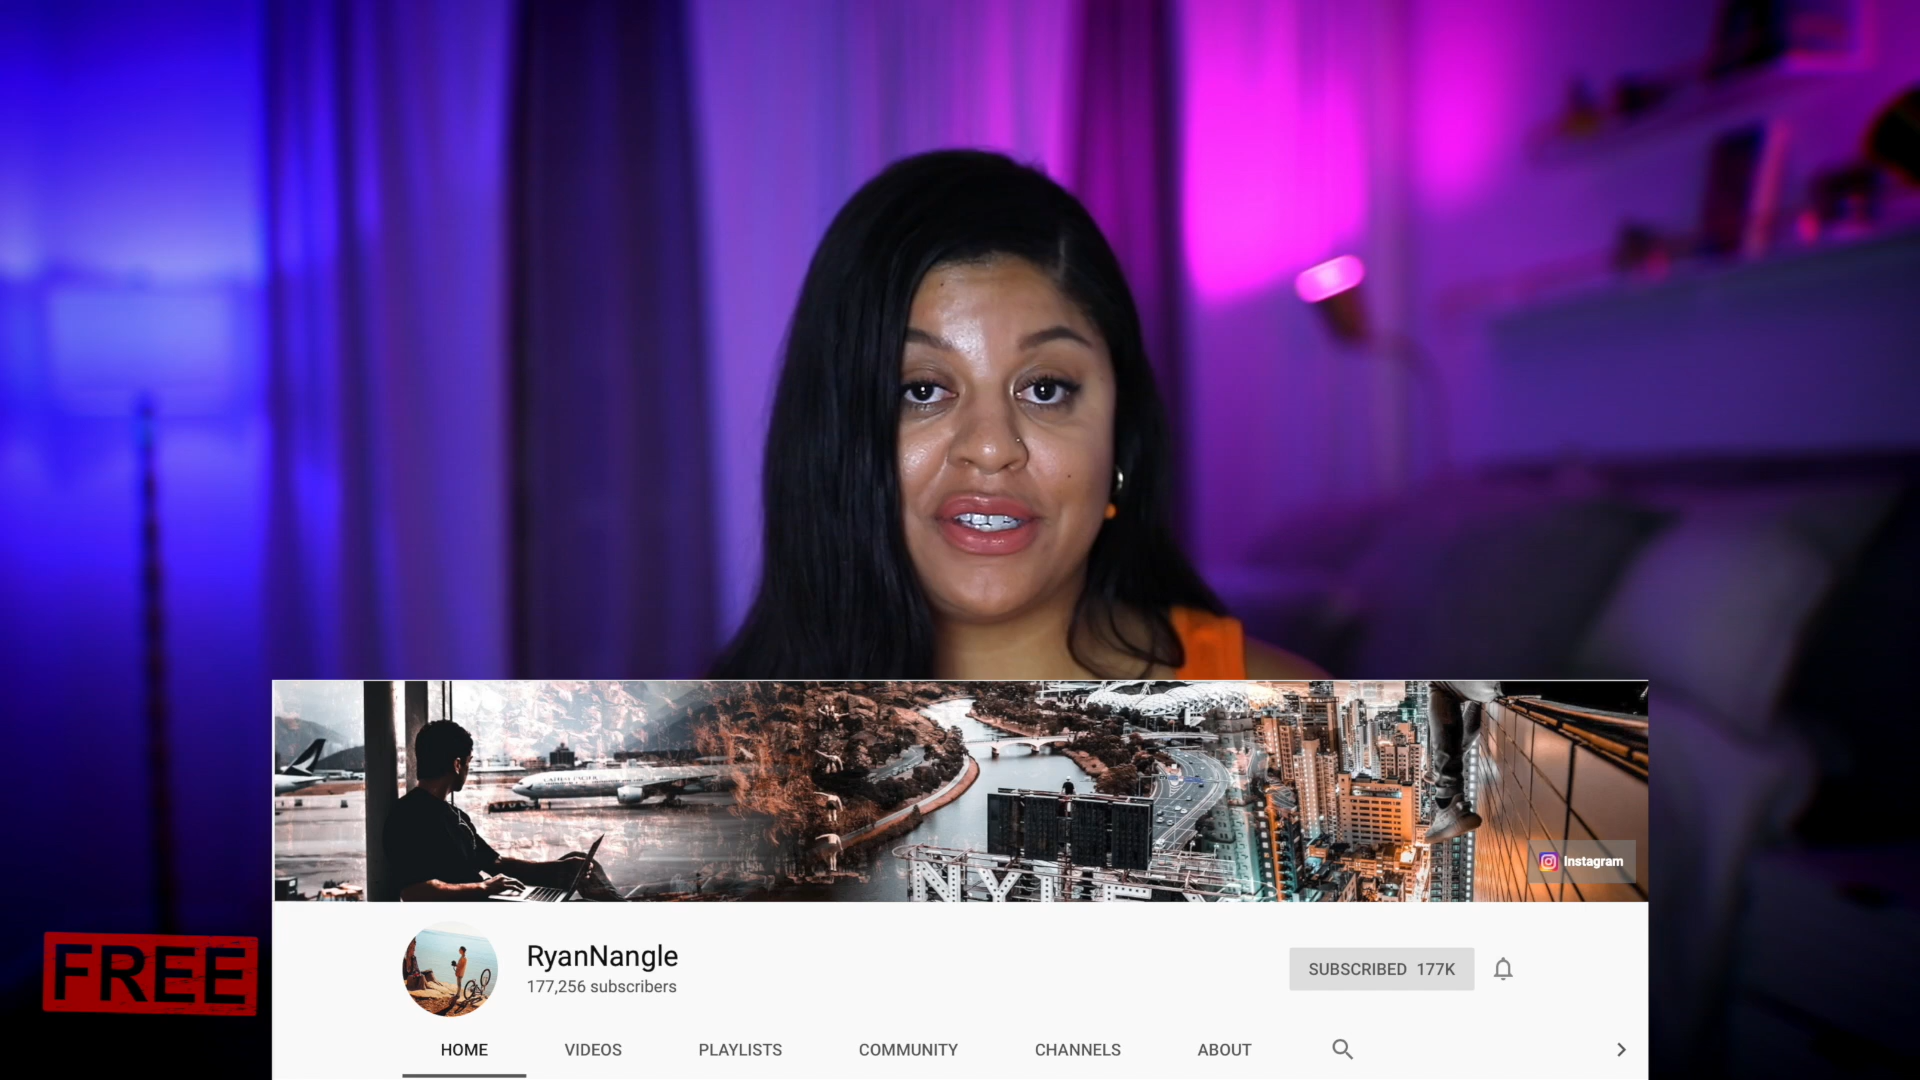 Instagram
FREE
RyanNangle
177,256 subscribers
SUBSCRIBED 177K
HOME VIDEOS PLAYLISTS COMMUNITY CHANNELS ABOUT